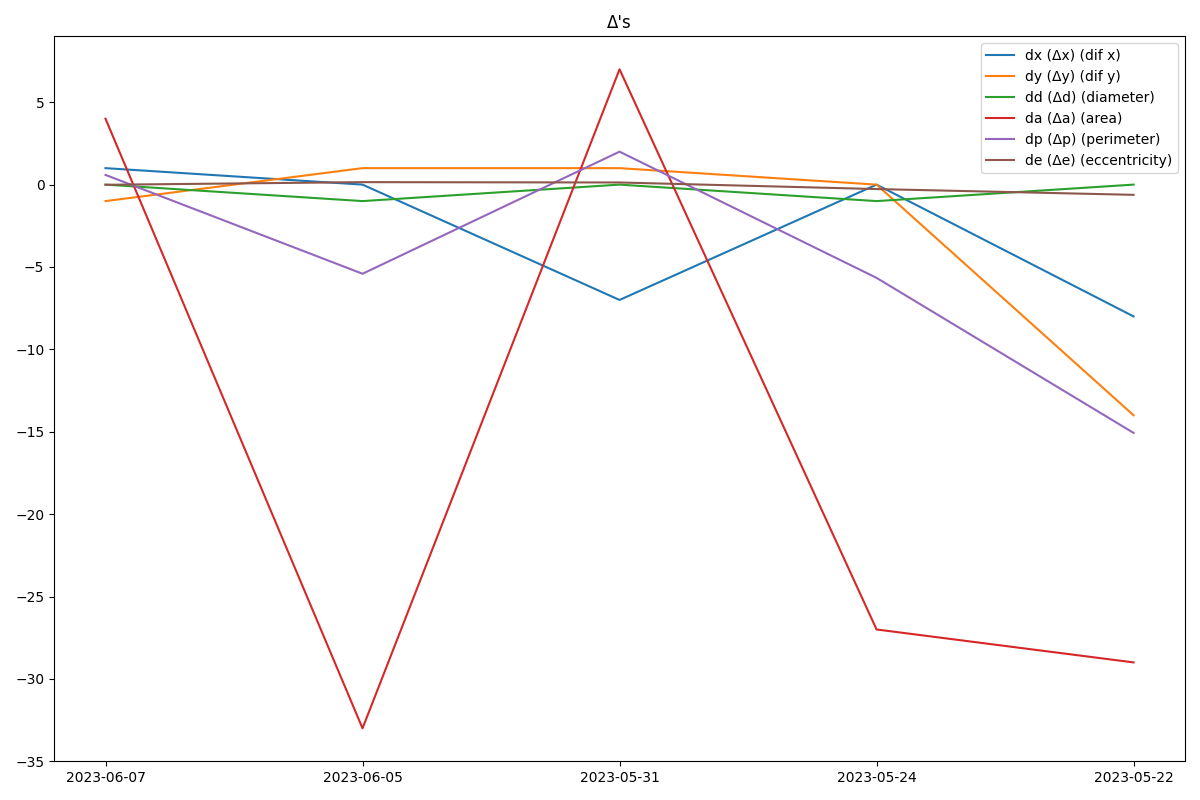 Δ's
dx (Δx) (dif x)
dy (Δy) (dif y)
dd (Δd) (diameter)
da (Δa) (area)
dp (Δp) (perimeter)
de (Δe) (eccentricity)
5
0
−5
−10
−15
−20
−25
−30
−35
2023-06-07 2023-06-05 2023-05-31 2023-05-24 2023-05-22